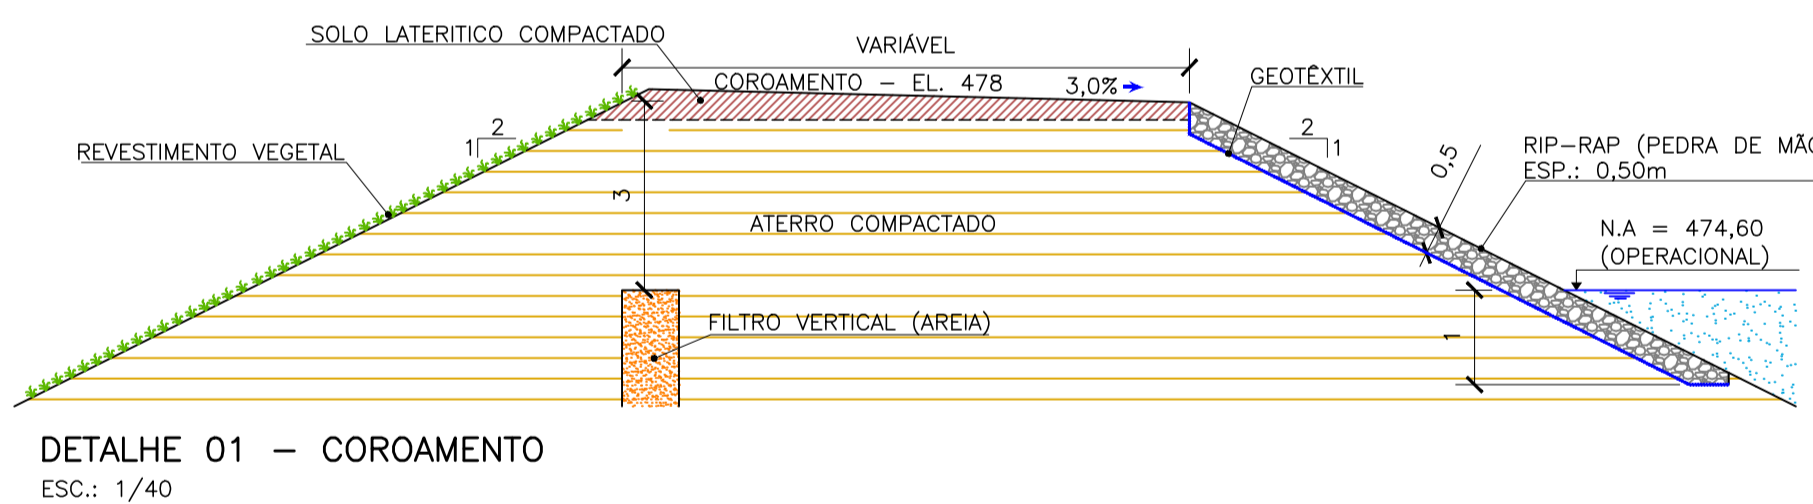 SOLO LATERITICO COMPACTADO
VARIÁVEL
COROAMENTO – EL. 478
3,0%
GEOTÊXTIL
2
1
2
1
REVESTIMENTO VEGETAL
0,5
RIP–RAP (PEDRA DE MÃO
ESP.: 0,50m
3
ATERRO COMPACTADO
N.A = 474,60
(OPERACIONAL)
FILTRO VERTICAL (AREIA)
1
DETALHE 01 – COROAMENTO
ESC.: 1/40